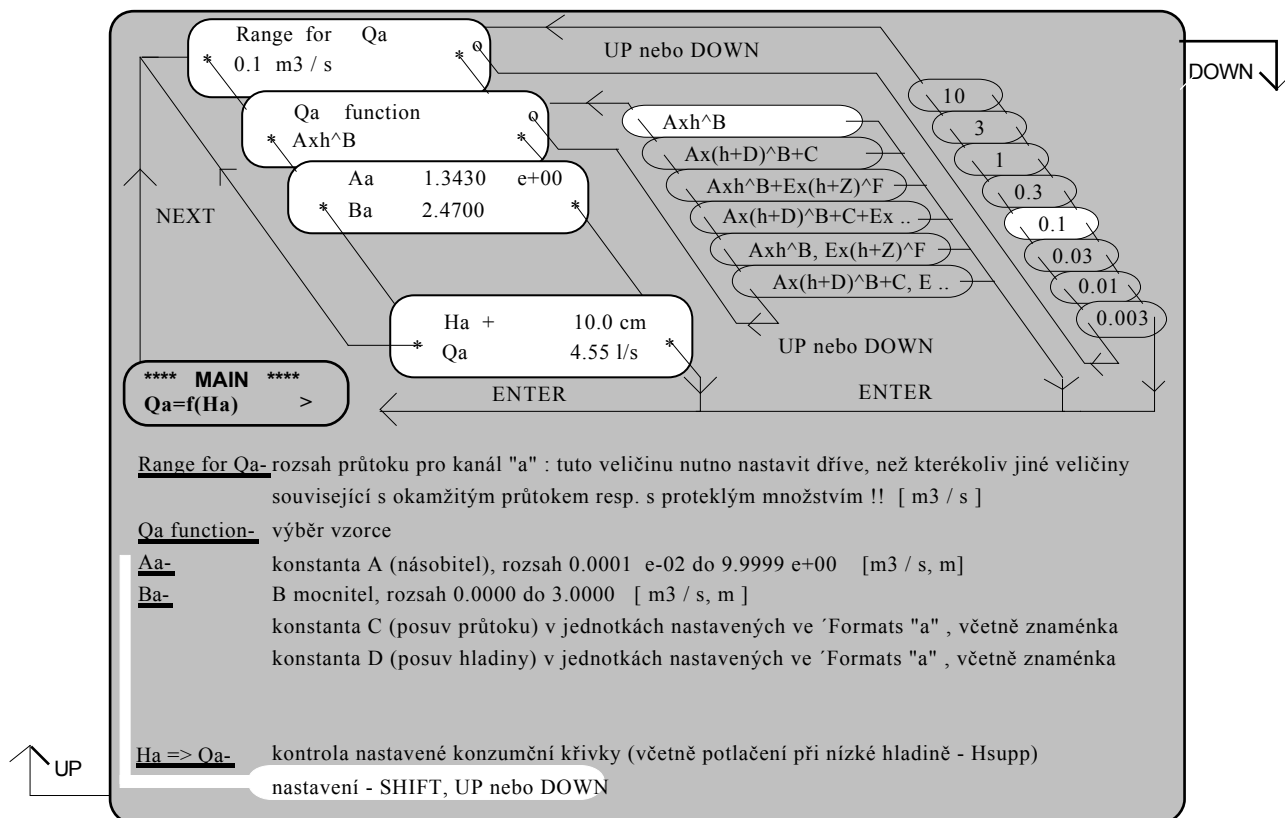 Range for Qa
0.1 m3 / s
* * o
UP nebo DOWN
DOWN
Qa function
* Axh^B * o
Aa 1.3430 e+00
* Ba 2.4700 *
NEXT
Axh^B
Ax(h+D)^B+C
Axh^B+Ex(h+Z)^F
Ax(h+D)^B+C+Ex ..
Axh^B, Ex(h+Z)^F
Ax(h+D)^B+C, E ..
10
3
1
0.3
0.1
0.03
0.01
0.003
UP nebo DOWN
Ha + 10.0 cm
* Qa 4.55 l/s *
**** MAIN ****
Qa=f(Ha) >
ENTER
ENTER
Range for Qa- rozsah průtoku pro kanál "a" : tuto veličinu nutno nastavit dříve, než kterékoliv jiné veličiny
související s okamžitým průtokem resp. s proteklým množstvím !! [ m3 / s ]
Qa function- výběr vzorce
Aa- konstanta A (násobitel), rozsah 0.0001 e-02 do 9.9999 e+00 [m3 / s, m]
Ba- B mocnitel, rozsah 0.0000 do 3.0000 [ m3 / s, m ]
konstanta C (posuv průtoku) v jednotkách nastavených ve ´Formats "a" , včetně znaménka
konstanta D (posuv hladiny) v jednotkách nastavených ve ´Formats "a" , včetně znaménka
Ha => Qa- kontrola nastavené konzumční křivky (včetně potlačení při nízké hladině - Hsupp)
UP
nastavení - SHIFT, UP nebo DOWN